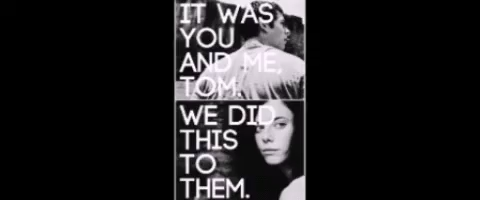 IT WAS
YOU
AND ME,
TOM.
WE DID
THIS
TO
THEM.